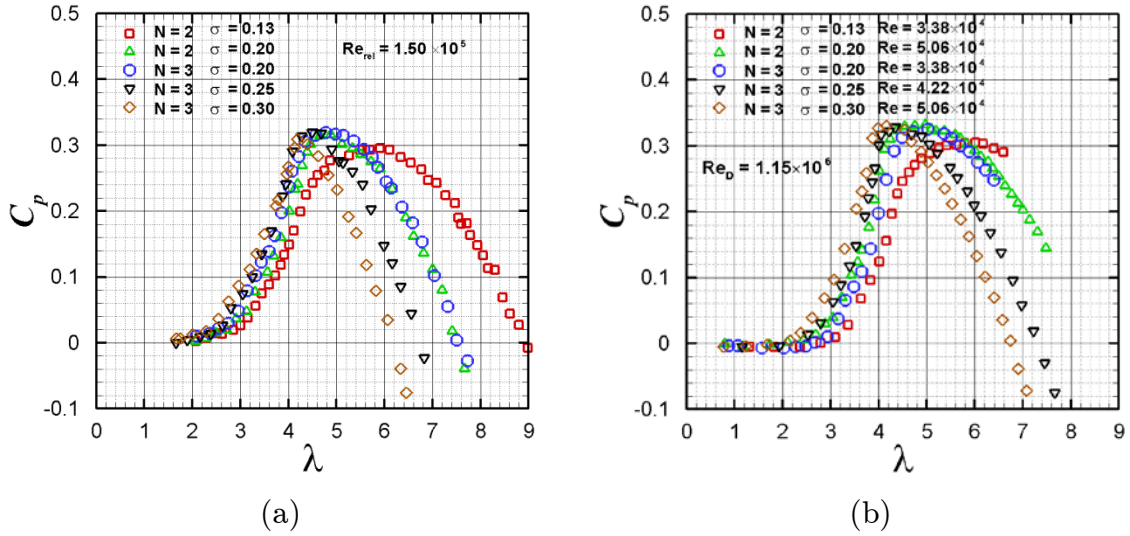 0.5
0.4
0.3
0.2
0.1
0
-0.1
C_p
N = 2 σ = 0.13
N = 2 σ = 0.20
N = 3 σ = 0.20
N = 3 σ = 0.25
N = 3 σ = 0.30
Re_rel = 1.50 ×10^5
0 1 2 3 4 5 6 7 8 9
λ
(a)
0.5
0.4
0.3
0.2
0.1
0
-0.1
C_p
N = 2 σ = 0.13 Re = 3.38×10^4
N = 2 σ = 0.20 Re = 5.06×10^4
N = 3 σ = 0.20 Re = 3.38×10^4
N = 3 σ = 0.25 Re = 4.22×10^4
N = 3 σ = 0.30 Re = 5.06×10^4
Re_D = 1.15×10^6
0 1 2 3 4 5 6 7 8 9
λ
(b)